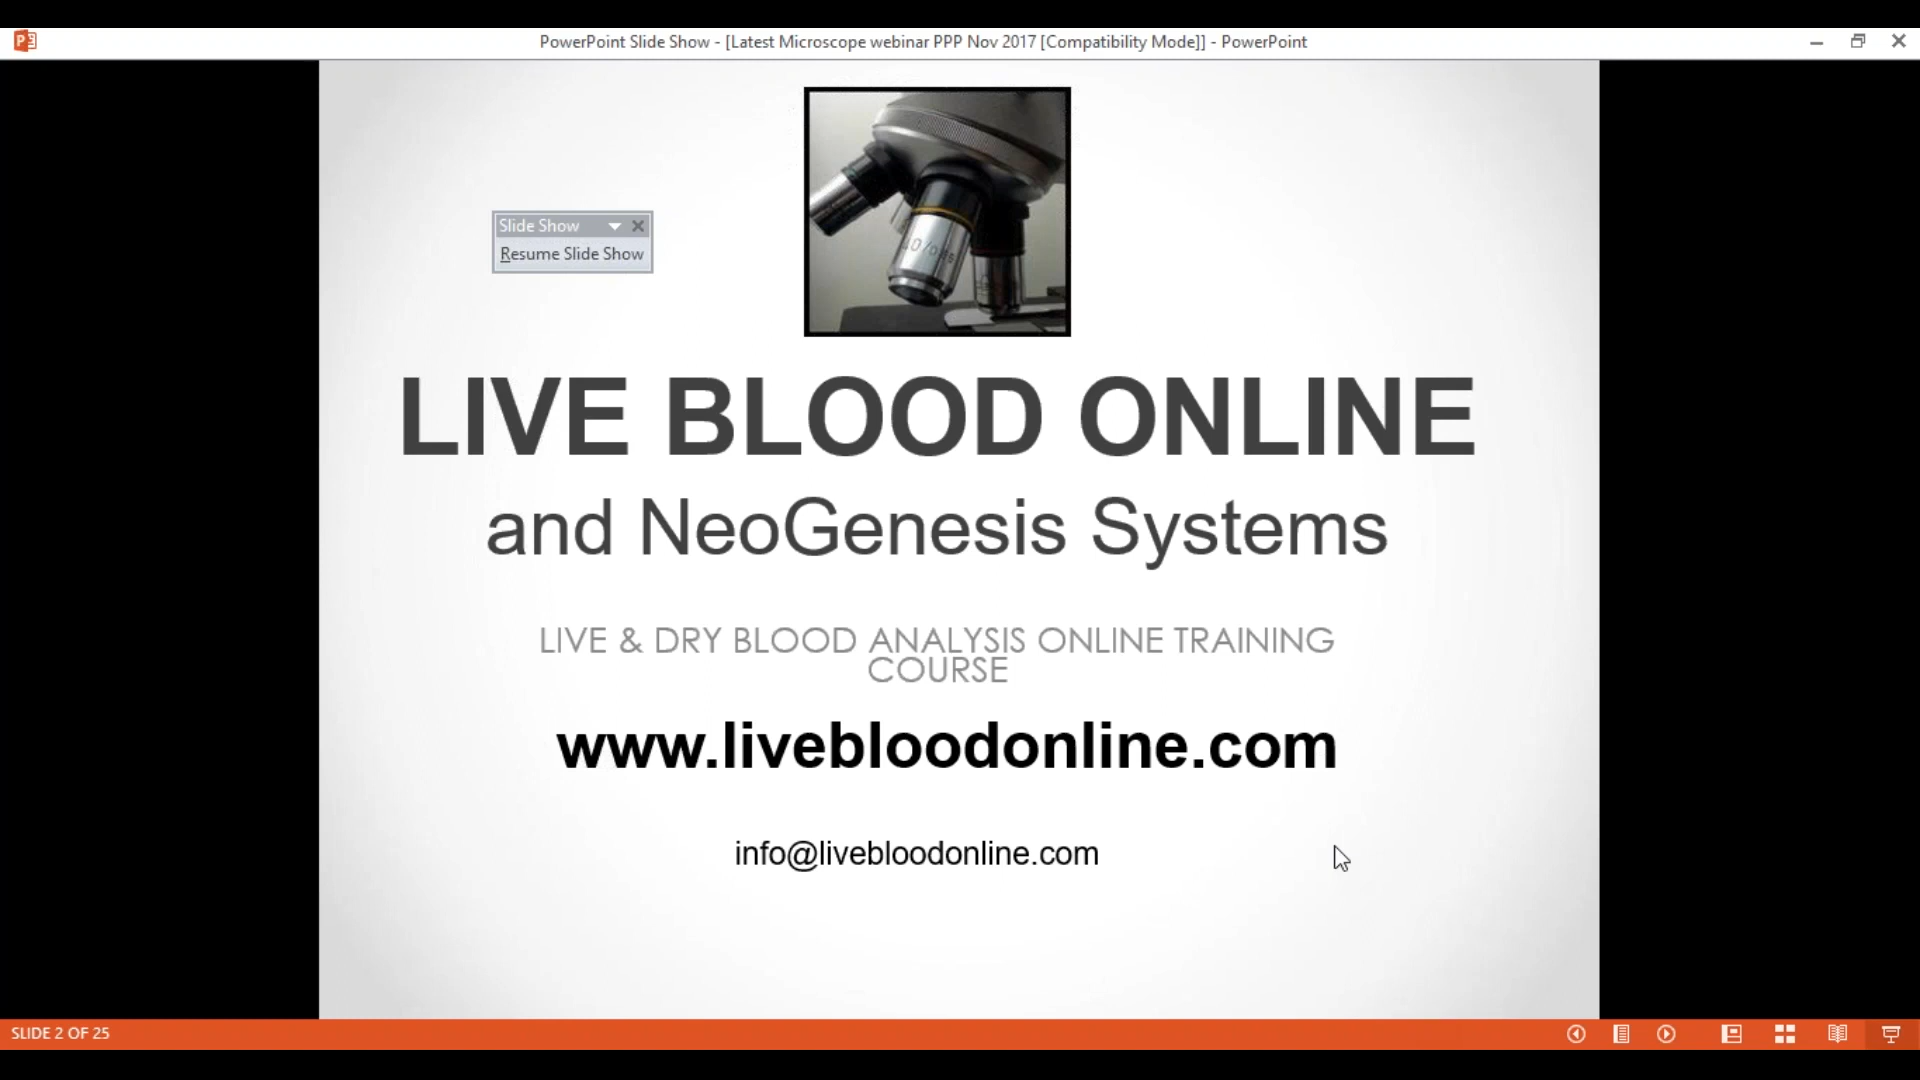 PowerPoint Slide Show - [Latest Microscope webinar PPP Nov 2017 [Compatibility Mode]] - PowerPoint
Slide Show
Resume Slide Show
LIVE BLOOD ONLINE
and NeoGenesis Systems
LIVE & DRY BLOOD ANALYSIS ONLINE TRAINING
COURSE
www.livebloodonline.com
info@livebloodonline.com
SLIDE 2 OF 25